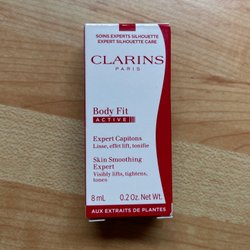 SOINS EXPERTS SILHOUETTE
EXPERT SILHOUETTE CARE
CLARINS
PARIS
Body Fit
ACTIVE
Expert Capitons
Lisse, effet lift, tonifie
Skin Smoothing
Expert
Visibly lifts, tightens,
tones
8 mL 0.2 Oz. Net Wt.
AUX EXTRAITS DE PLANTES